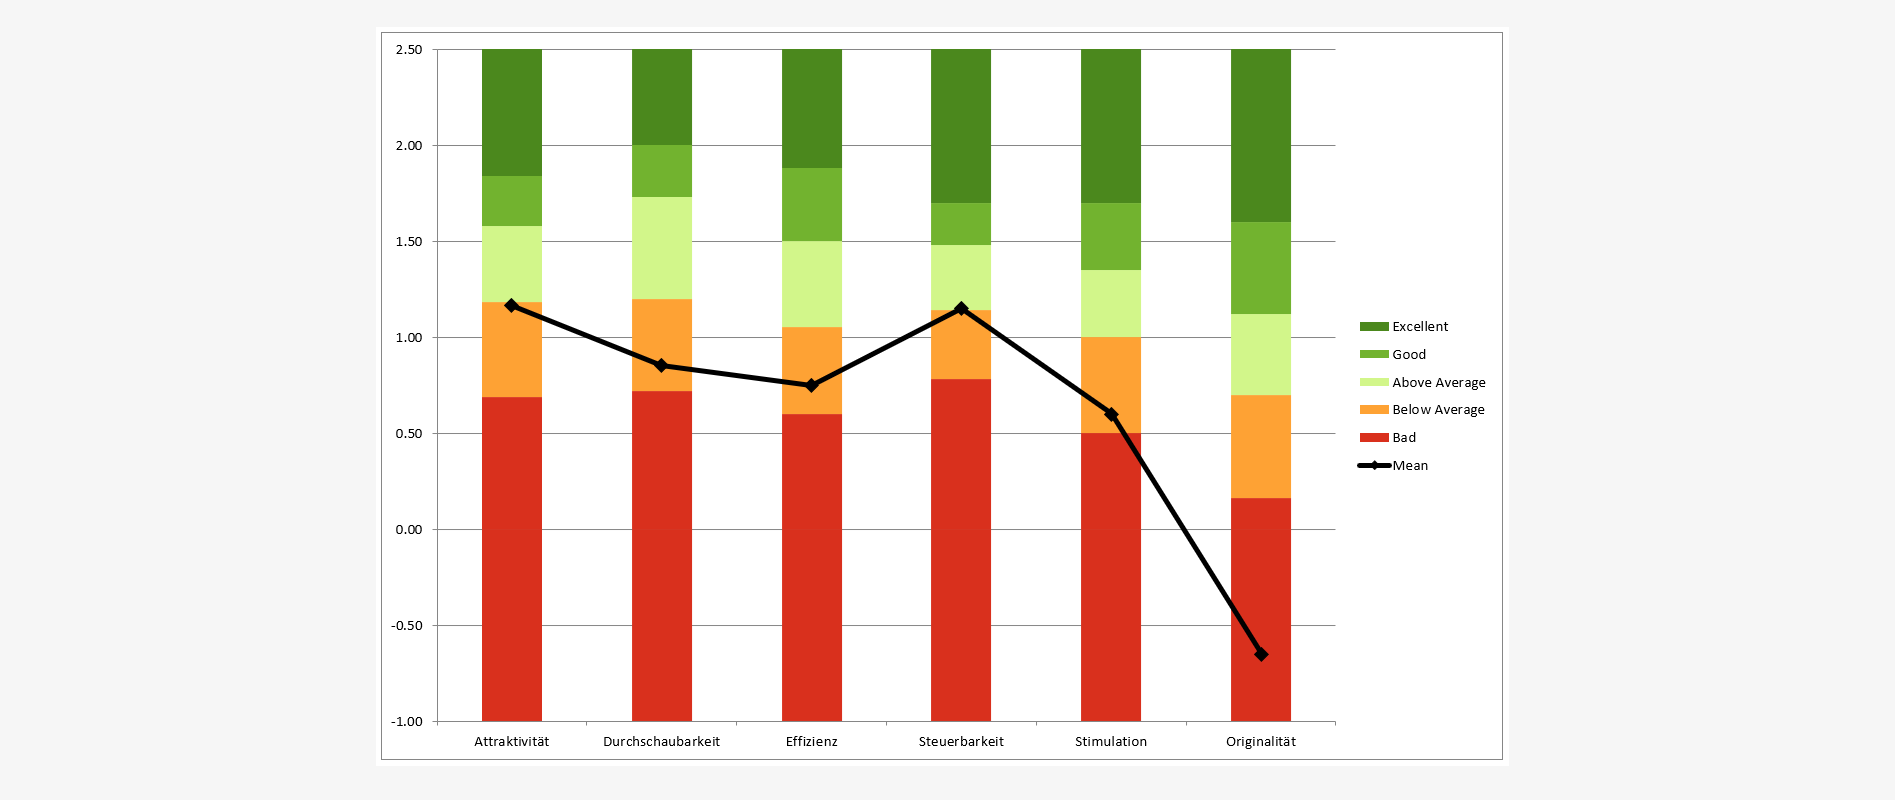 2.50
2.00
1.50
1.00
0.50
0.00
-0.50
-1.00
Attraktivität
Durchschaubarkeit
Effizienz
Steuerbarkeit
Stimulation
Originalität
Excellent
Good
Above Average
Below Average
Bad
Mean